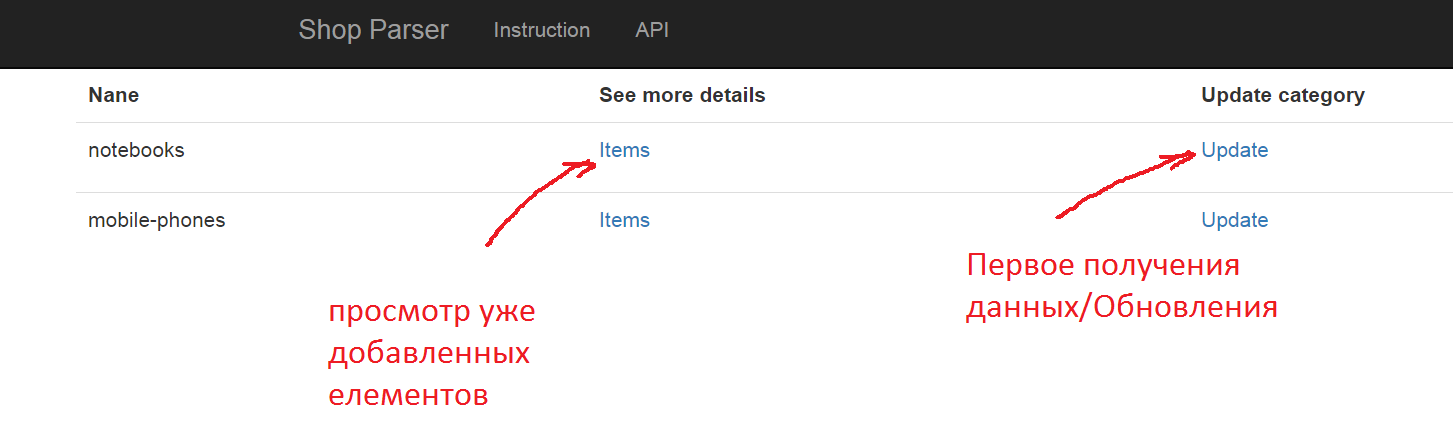 Shop Parser Instruction API
Nane See more details Update category
notebooks Items Update
mobile-phones Items Update
Первое получения
данных/Обновления
просмотр уже
добавленных
елементов